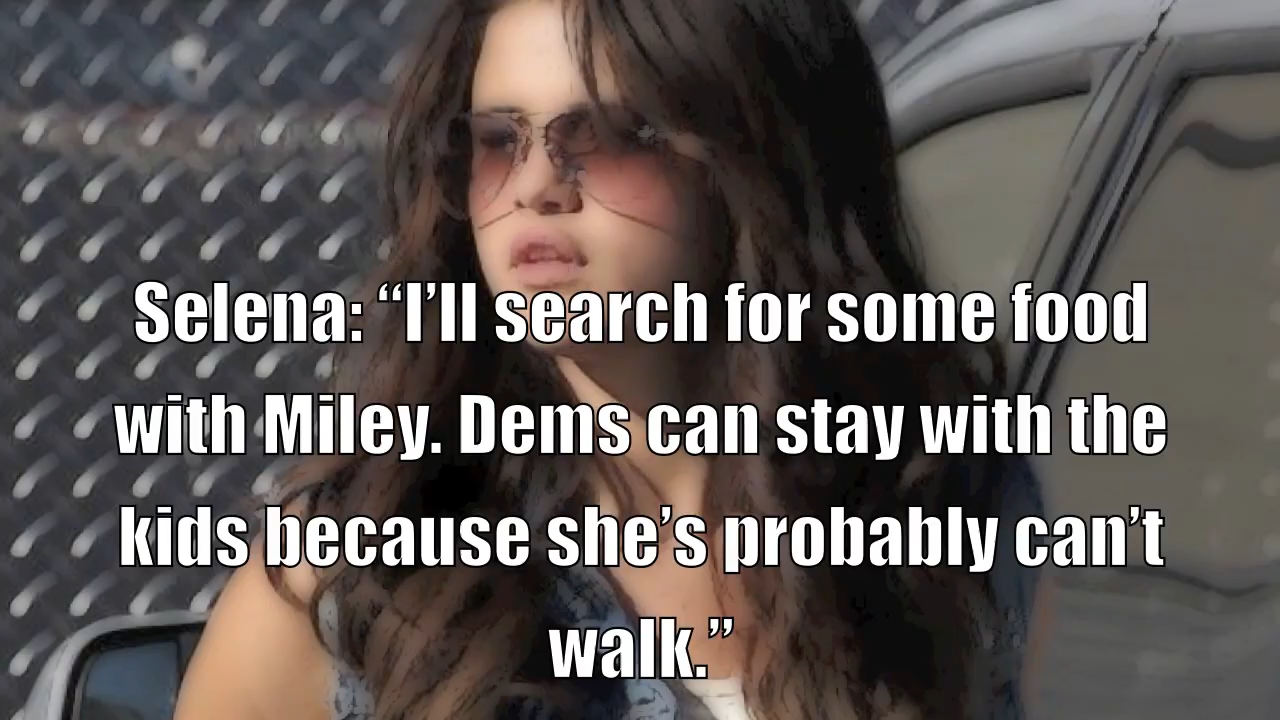 Selena: “I’ll search for some food
with Miley. Dems can stay with the
kids because she’s probably can’t
walk.”